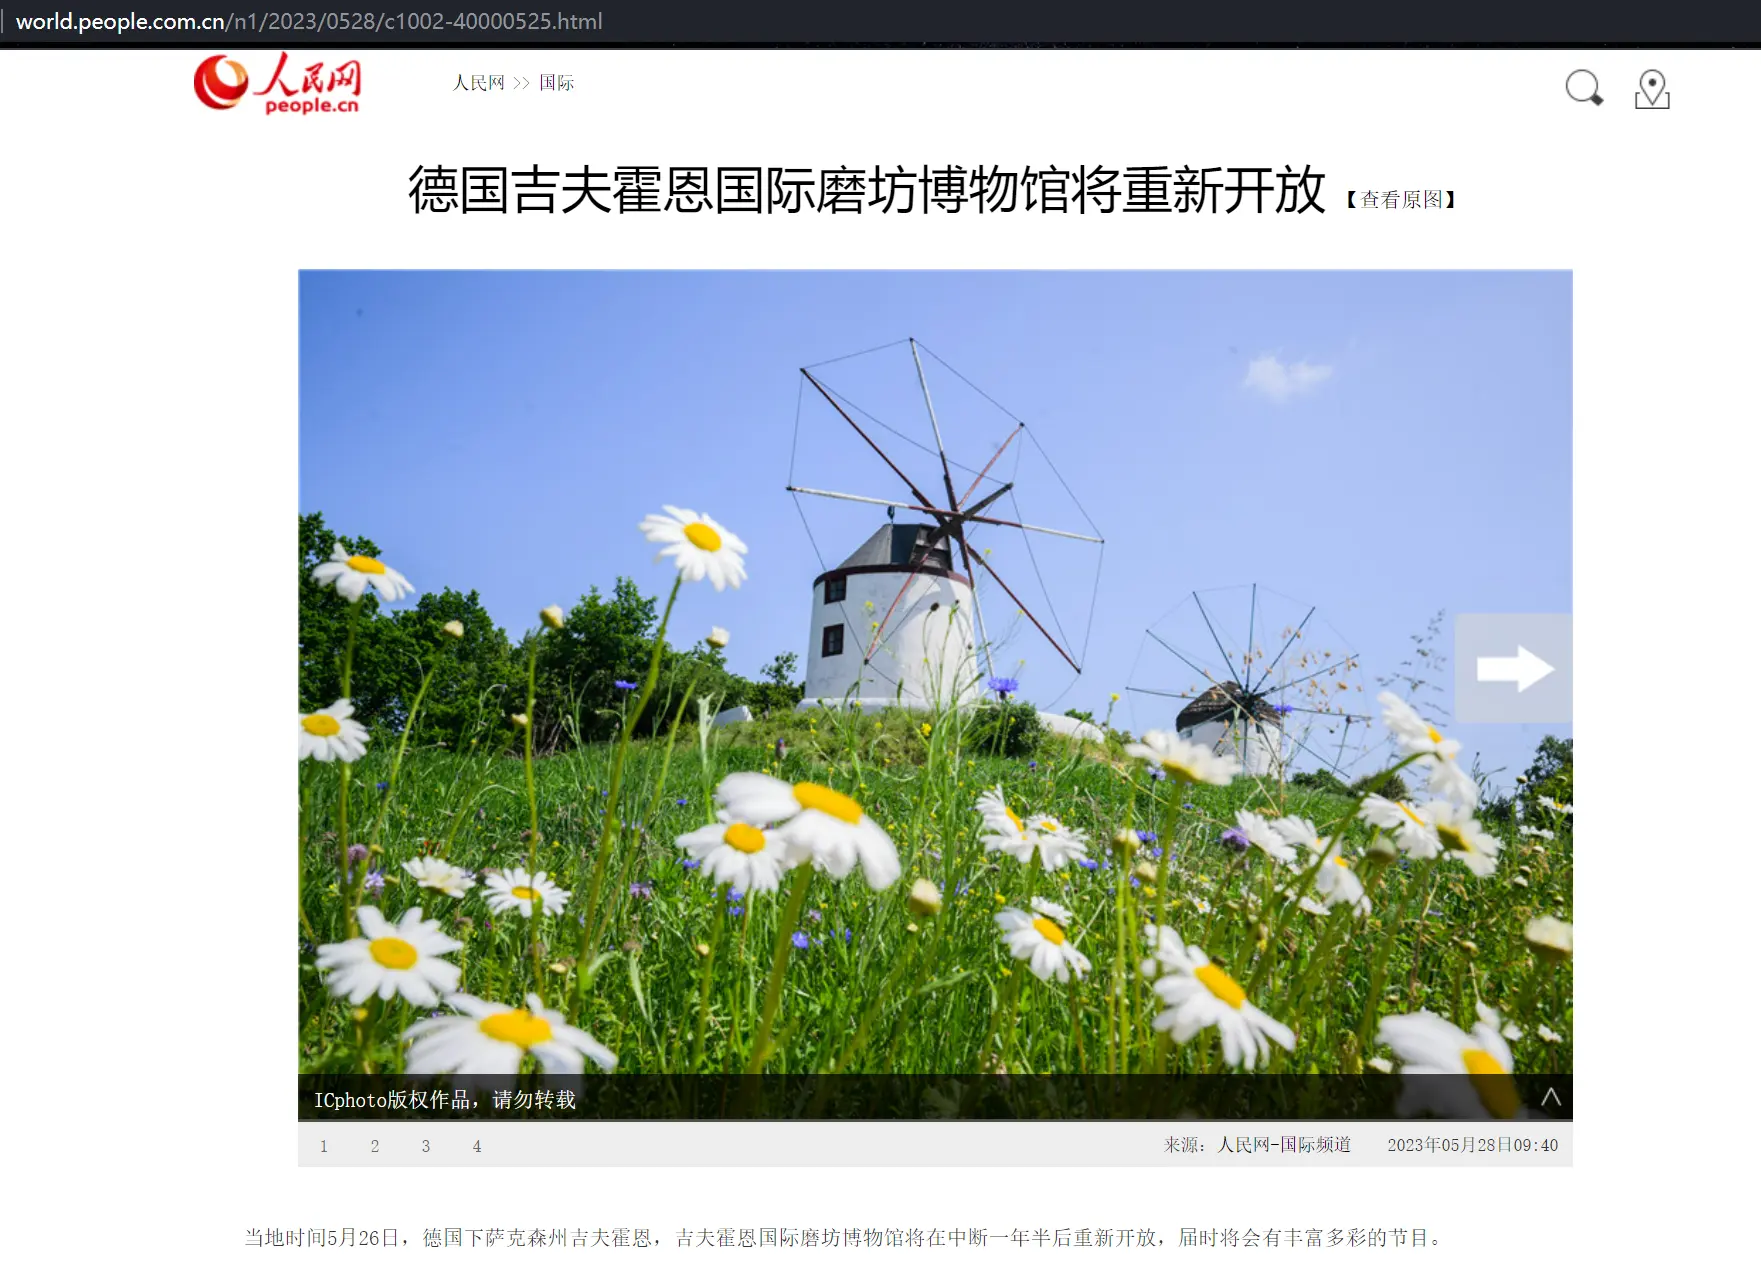 world.people.com.cn/n1/2023/0528/c1002-40000525.html
人民网
people.cn
人民网 >> 国际
德国吉夫霍恩国际磨坊博物馆将重新开放 【查看原图】
ICphoto版权作品，请勿转载
1 2 3 4 来源：人民网-国际频道 2023年05月28日09:40
当地时间5月26日，德国下萨克森州吉夫霍恩，吉夫霍恩国际磨坊博物馆将在中断一年半后重新开放，届时将会有丰富多彩的节目。